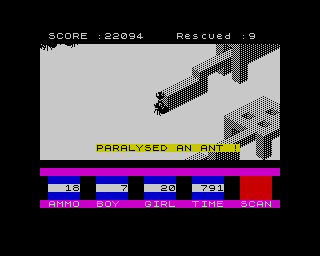 SCORE :22094 Rescued :9
PARALYSED AN ANT !
18 7 20 791
AMMO BOY GIRL TIME SCAN